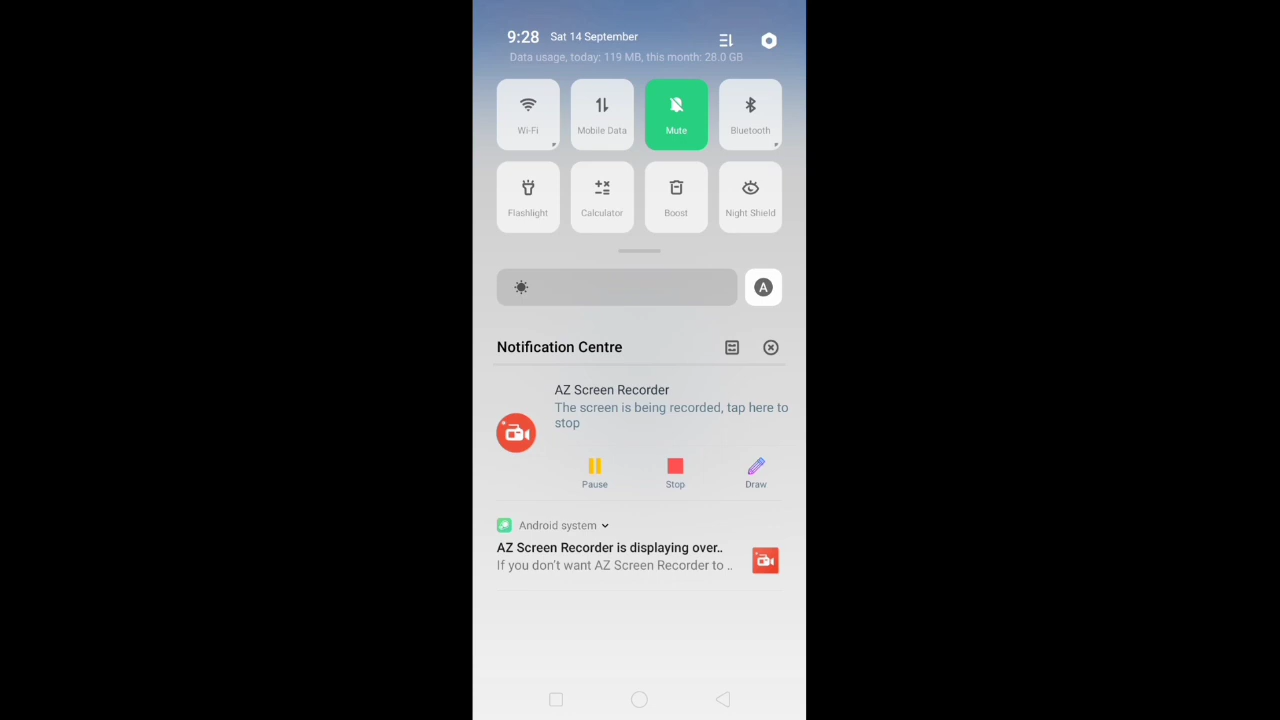 9:28 Sat 14 September
Data usage, today: 119 MB, this month: 28.0 GB
Wi-Fi Mobile Data Mute Bluetooth
Flashlight Calculator Boost Night Shield
A
Notification Centre
AZ Screen Recorder
The screen is being recorded, tap here to
stop
Pause Stop Draw
Android system
AZ Screen Recorder is displaying over..
If you don't want AZ Screen Recorder to ..